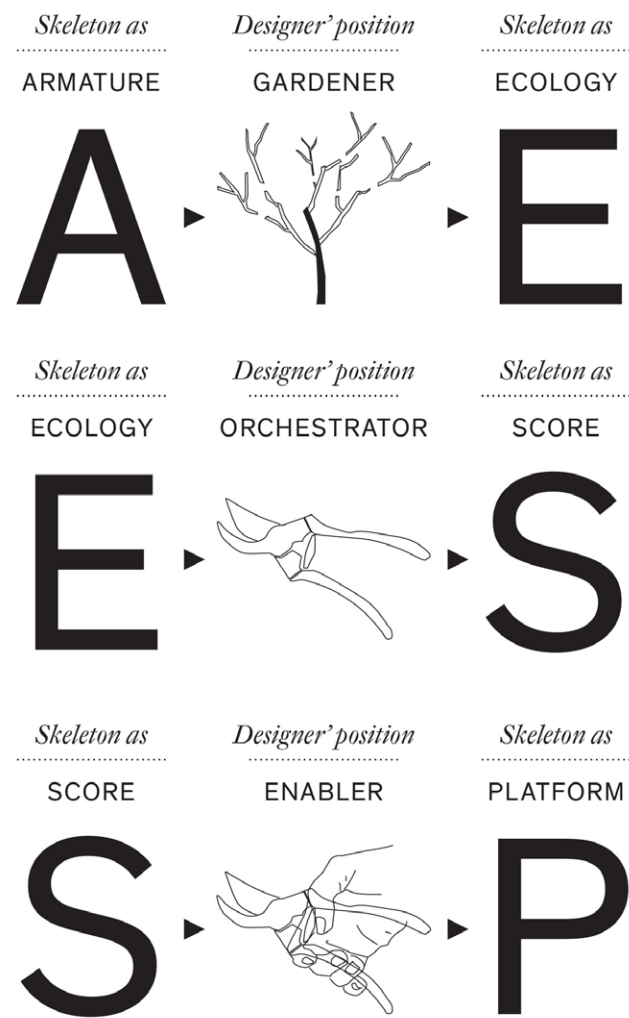 Skeleton as Designer’ position Skeleton as
ARMATURE GARDENER ECOLOGY
A E
Skeleton as Designer’ position Skeleton as
ECOLOGY ORCHESTRATOR SCORE
E S
Skeleton as Designer’ position Skeleton as
SCORE ENABLER PLATFORM
S P